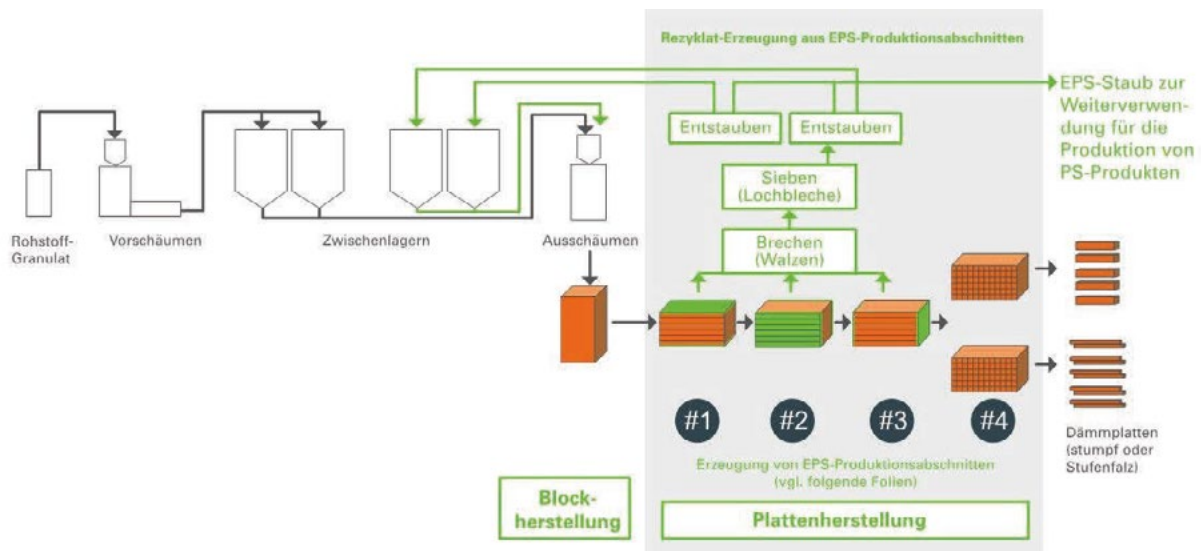 Rezyklat-Erzeugung aus EPS-Produktionsabschnitten
EPS-Staub zur
Weiterverwen-
dung für die
Produktion von
PS-Produkten
Entstauben
Entstauben
Sieben
(Lochbleche)
Brechen
(Walzen)
Rohstoff-
Granulat
Vorschäumen
Zwischenlagern
Ausschäumen
#1
#2
#3
#4
Dämmplatten
(stumpf oder
Stufenfalz)
Erzeugung von EPS-Produktionsabschnitten
(vgl. folgende Folien)
Block-
herstellung
Plattenherstellung